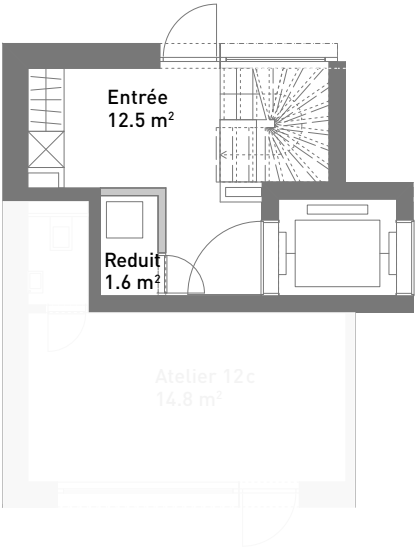 Entrée
12.5 m²
Reduit
1.6 m²
Atelier 12c
14.8 m²